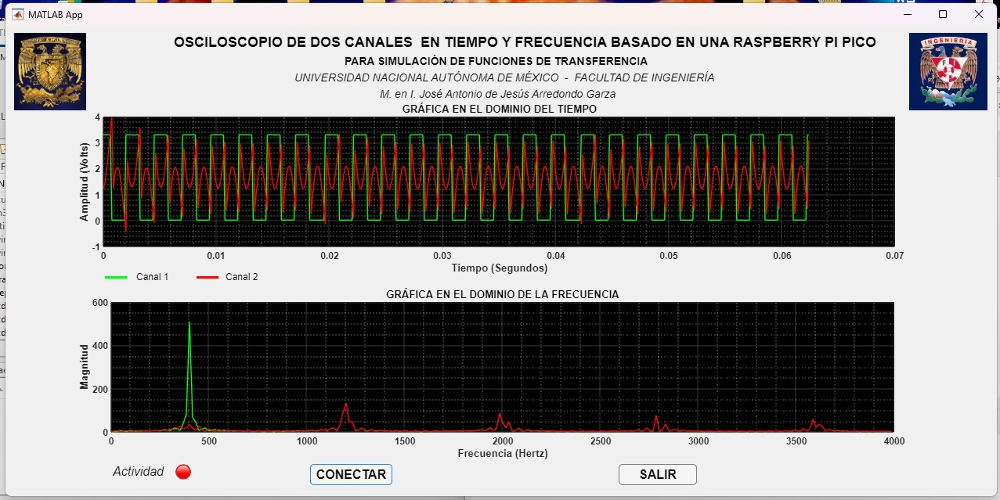 MATLAB App
OSCILOSCOPIO DE DOS CANALES EN TIEMPO Y FRECUENCIA BASADO EN UNA RASPBERRY PI PICO
PARA SIMULACIÓN DE FUNCIONES DE TRANSFERENCIA
UNIVERSIDAD NACIONAL AUTÓNOMA DE MÉXICO - FACULTAD DE INGENIERÍA
M. en I. José Antonio de Jesús Arredondo Garza
INGENIERIA
GRÁFICA EN EL DOMINIO DEL TIEMPO
Amplitud (Volts)
4
3
2
1
0
-1
0 0.01 0.02 0.03 0.04 0.05 0.06 0.07
Tiempo (Segundos)
Canal 1 Canal 2
GRÁFICA EN EL DOMINIO DE LA FRECUENCIA
Magnitud
600
400
200
0
0 500 1000 1500 2000 2500 3000 3500 4000
Frecuencia (Hertz)
Actividad CONECTAR SALIR